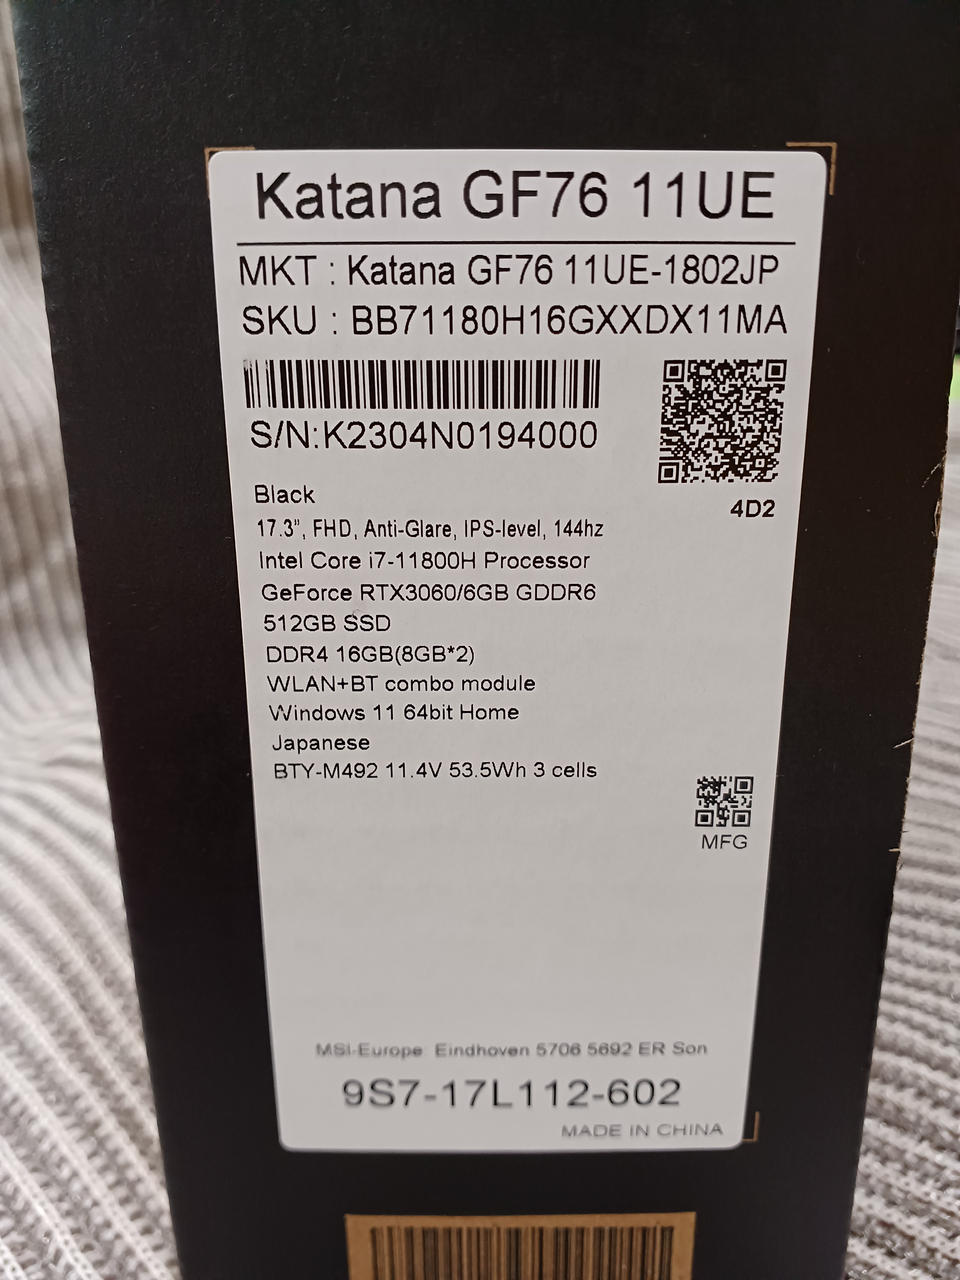 Katana GF76 11UE
MKT : Katana GF76 11UE-1802JP
SKU : BB71180H16GXXDX11MA
S/N:K2304N0194000
4D2
Black
17.3", FHD, Anti-Glare, IPS-level, 144hz
Intel Core i7-11800H Processor
GeForce RTX3060/6GB GDDR6
512GB SSD
DDR4 16GB(8GB*2)
WLAN+BT combo module
Windows 11 64bit Home
Japanese
BTY-M492 11.4V 53.5Wh 3 cells
MFG
MSI-Europe: Eindhoven 5706 5692 ER Son
9S7-17L112-602
MADE IN CHINA